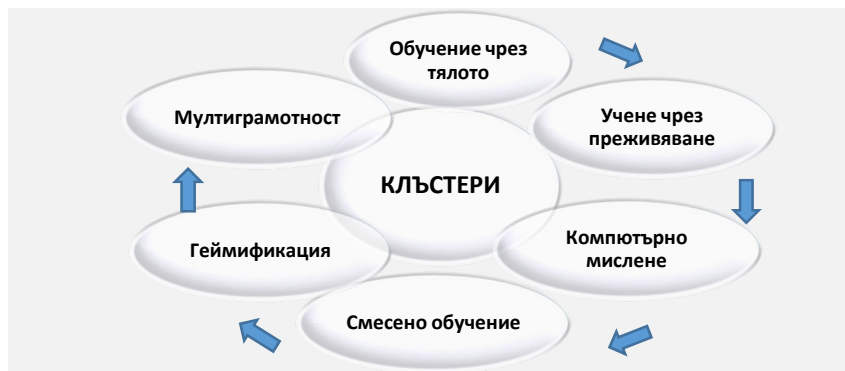 Обучение чрез
тялото
Учене чрез
преживяване
Мултиграмотност
КЛЪСТЕРИ
Компютърно
мислене
Геймификация
Смесено обучение